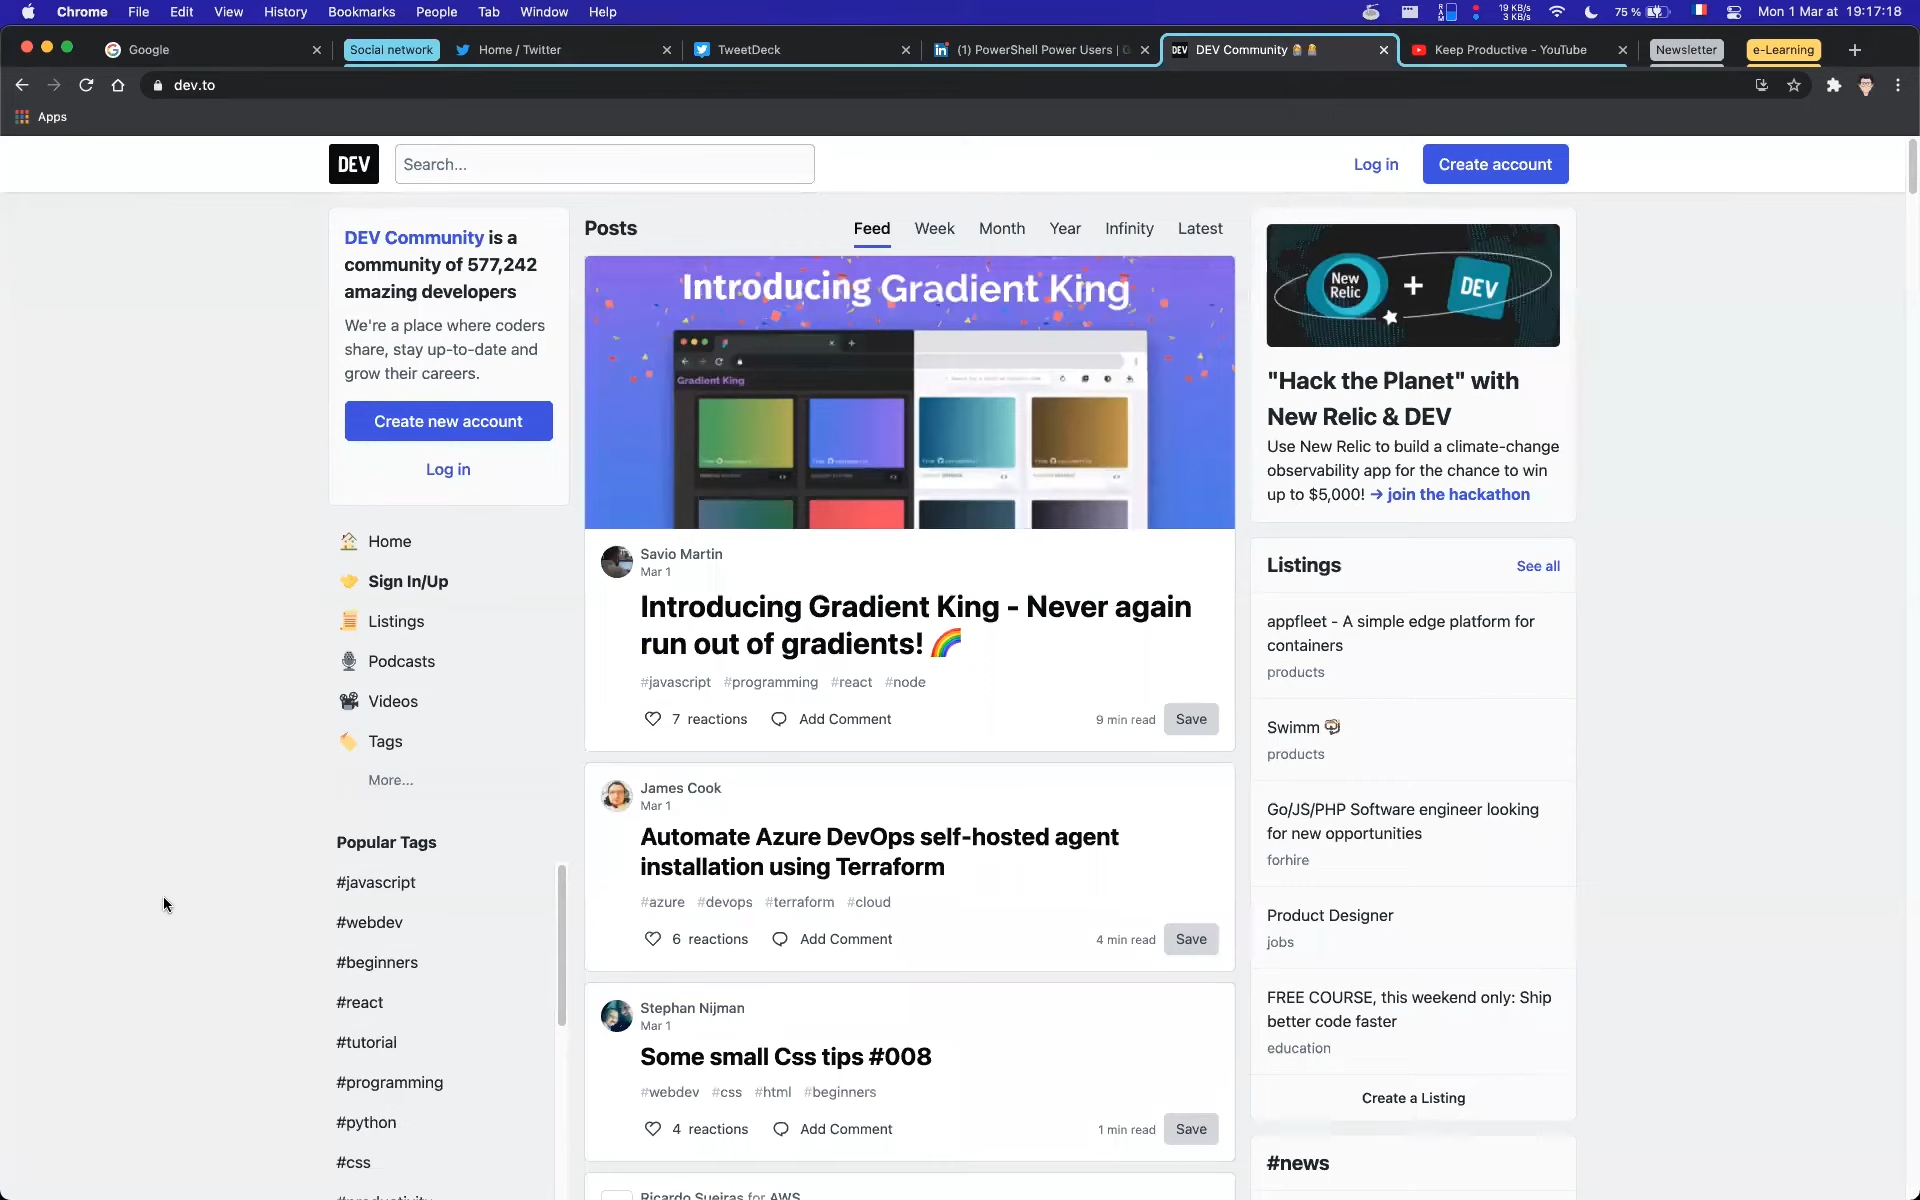 Chrome File Edit View History Bookmarks People Tab Window Help
19 KB/s
3 KB/s
75 %
Mon 1 Mar at 19:17:18
Google
Social network
Home / Twitter
TweetDeck
(1) PowerShell Power Users |
DEV Community
Keep Productive - YouTube
Newsletter
e-Learning
dev.to
Apps
DEV
Search...
Log in
Create account
DEV Community is a
community of 577,242
amazing developers
We're a place where coders
share, stay up-to-date and
grow their careers.
Create new account
Log in
Home
Sign In/Up
Listings
Podcasts
Videos
Tags
More...
Popular Tags
#javascript
#webdev
#beginners
#react
#tutorial
#programming
#python
#css
#productivity
Posts
Feed Week Month Year Infinity Latest
Introducing Gradient King
Gradient King
Savio Martin
Mar 1
Introducing Gradient King - Never again
run out of gradients! 🌈
#javascript #programming #react #node
7 reactions Add Comment 9 min read Save
James Cook
Mar 1
Automate Azure DevOps self-hosted agent
installation using Terraform
#azure #devops #terraform #cloud
6 reactions Add Comment 4 min read Save
Stephan Nijman
Mar 1
Some small Css tips #008
#webdev #css #html #beginners
4 reactions Add Comment 1 min read Save
Ricardo Sueiras for AWS
New
Relic
+
DEV
"Hack the Planet" with
New Relic & DEV
Use New Relic to build a climate-change
observability app for the chance to win
up to $5,000! → join the hackathon
Listings
See all
appfleet - A simple edge platform for
containers
products
Swimm 🤿
products
Go/JS/PHP Software engineer looking
for new opportunities
forhire
Product Designer
jobs
FREE COURSE, this weekend only: Ship
better code faster
education
Create a Listing
#news